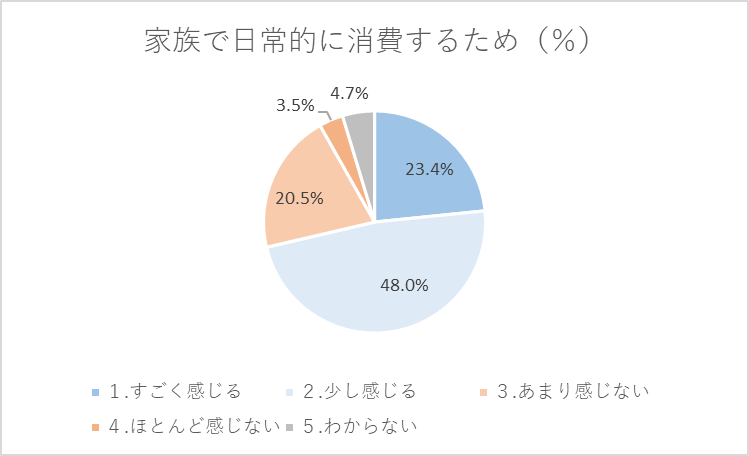 家族で日常的に消費するため（％）
4.7%
3.5%
23.4%
20.5%
48.0%
１.すごく感じる ２.少し感じる ３.あまり感じない
４.ほとんど感じない ５.わからない